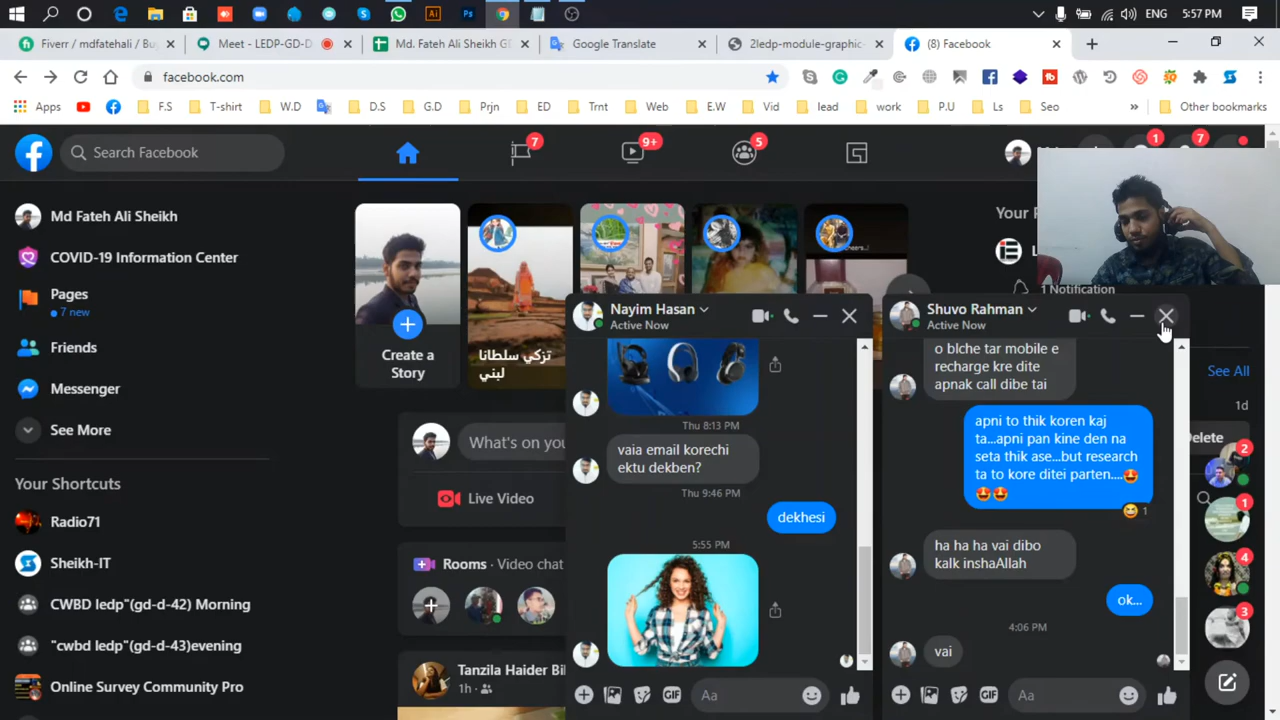 ENG
5:57 PM
Fiverr / mdfatehali / Bu
Meet - LEDP-GD-D
Md. Fateh Ali Sheikh GD
Google Translate
2ledp-module-graphic-
(8) Facebook
facebook.com
Apps
F.S
T-shirt
W.D
D.S
G.D
Prjn
ED
Trnt
Web
E.W
Vid
lead
work
P.U
Ls
Seo
Other bookmarks
Search Facebook
7
9+
5
1
7
Md Fateh Ali Sheikh
COVID-19 Information Center
Pages
7 new
Friends
Messenger
See More
Your Shortcuts
Radio71
Sheikh-IT
CWBD ledp"(gd-d-42) Morning
"cwbd ledp"(gd-d-43)evening
Online Survey Community Pro
Create a
Story
تزكي سلطانا
لبني
What's on you
Live Video
Rooms · Video chat
Tanzila Haider Bil
1h
Your P
1 Notification
See All
1d
Delete
2
1
4
3
Nayim Hasan
Active Now
Thu 8:13 PM
vaia email korechi
ektu dekben?
Thu 9:46 PM
dekhesi
5:55 PM
GIF
Aa
Shuvo Rahman
Active Now
o blche tar mobile e
recharge kre dite
apnak call dibe tai
apni to thik koren kaj
ta...apni pan kine den na
seta thik ase...but research
ta to kore ditei parten....🤩
🤩🤩
😆 1
ha ha ha vai dibo
kalk inshaAllah
ok...
4:06 PM
vai
GIF
Aa